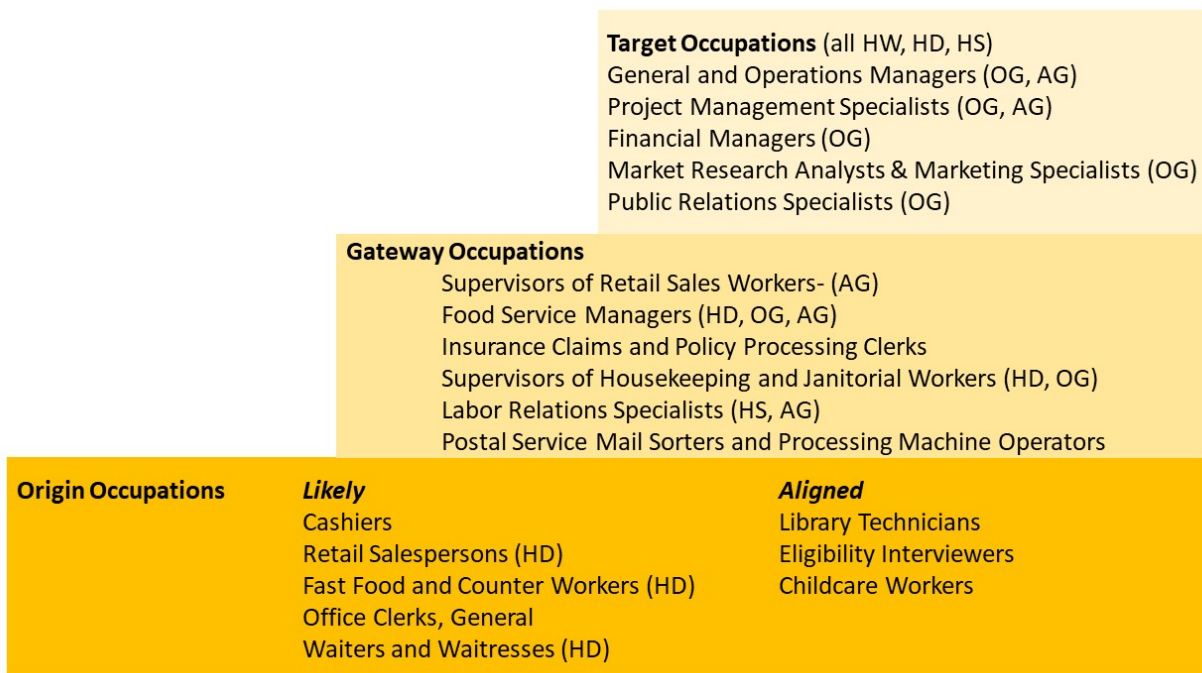 Target Occupations (all HW, HD, HS)
General and Operations Managers (OG, AG)
Project Management Specialists (OG, AG)
Financial Managers (OG)
Market Research Analysts & Marketing Specialists (OG)
Public Relations Specialists (OG)
Gateway Occupations
Supervisors of Retail Sales Workers- (AG)
Food Service Managers (HD, OG, AG)
Insurance Claims and Policy Processing Clerks
Supervisors of Housekeeping and Janitorial Workers (HD, OG)
Labor Relations Specialists (HS, AG)
Postal Service Mail Sorters and Processing Machine Operators
Origin Occupations
Likely
Cashiers
Retail Salespersons (HD)
Fast Food and Counter Workers (HD)
Office Clerks, General
Waiters and Waitresses (HD)
Aligned
Library Technicians
Eligibility Interviewers
Childcare Workers